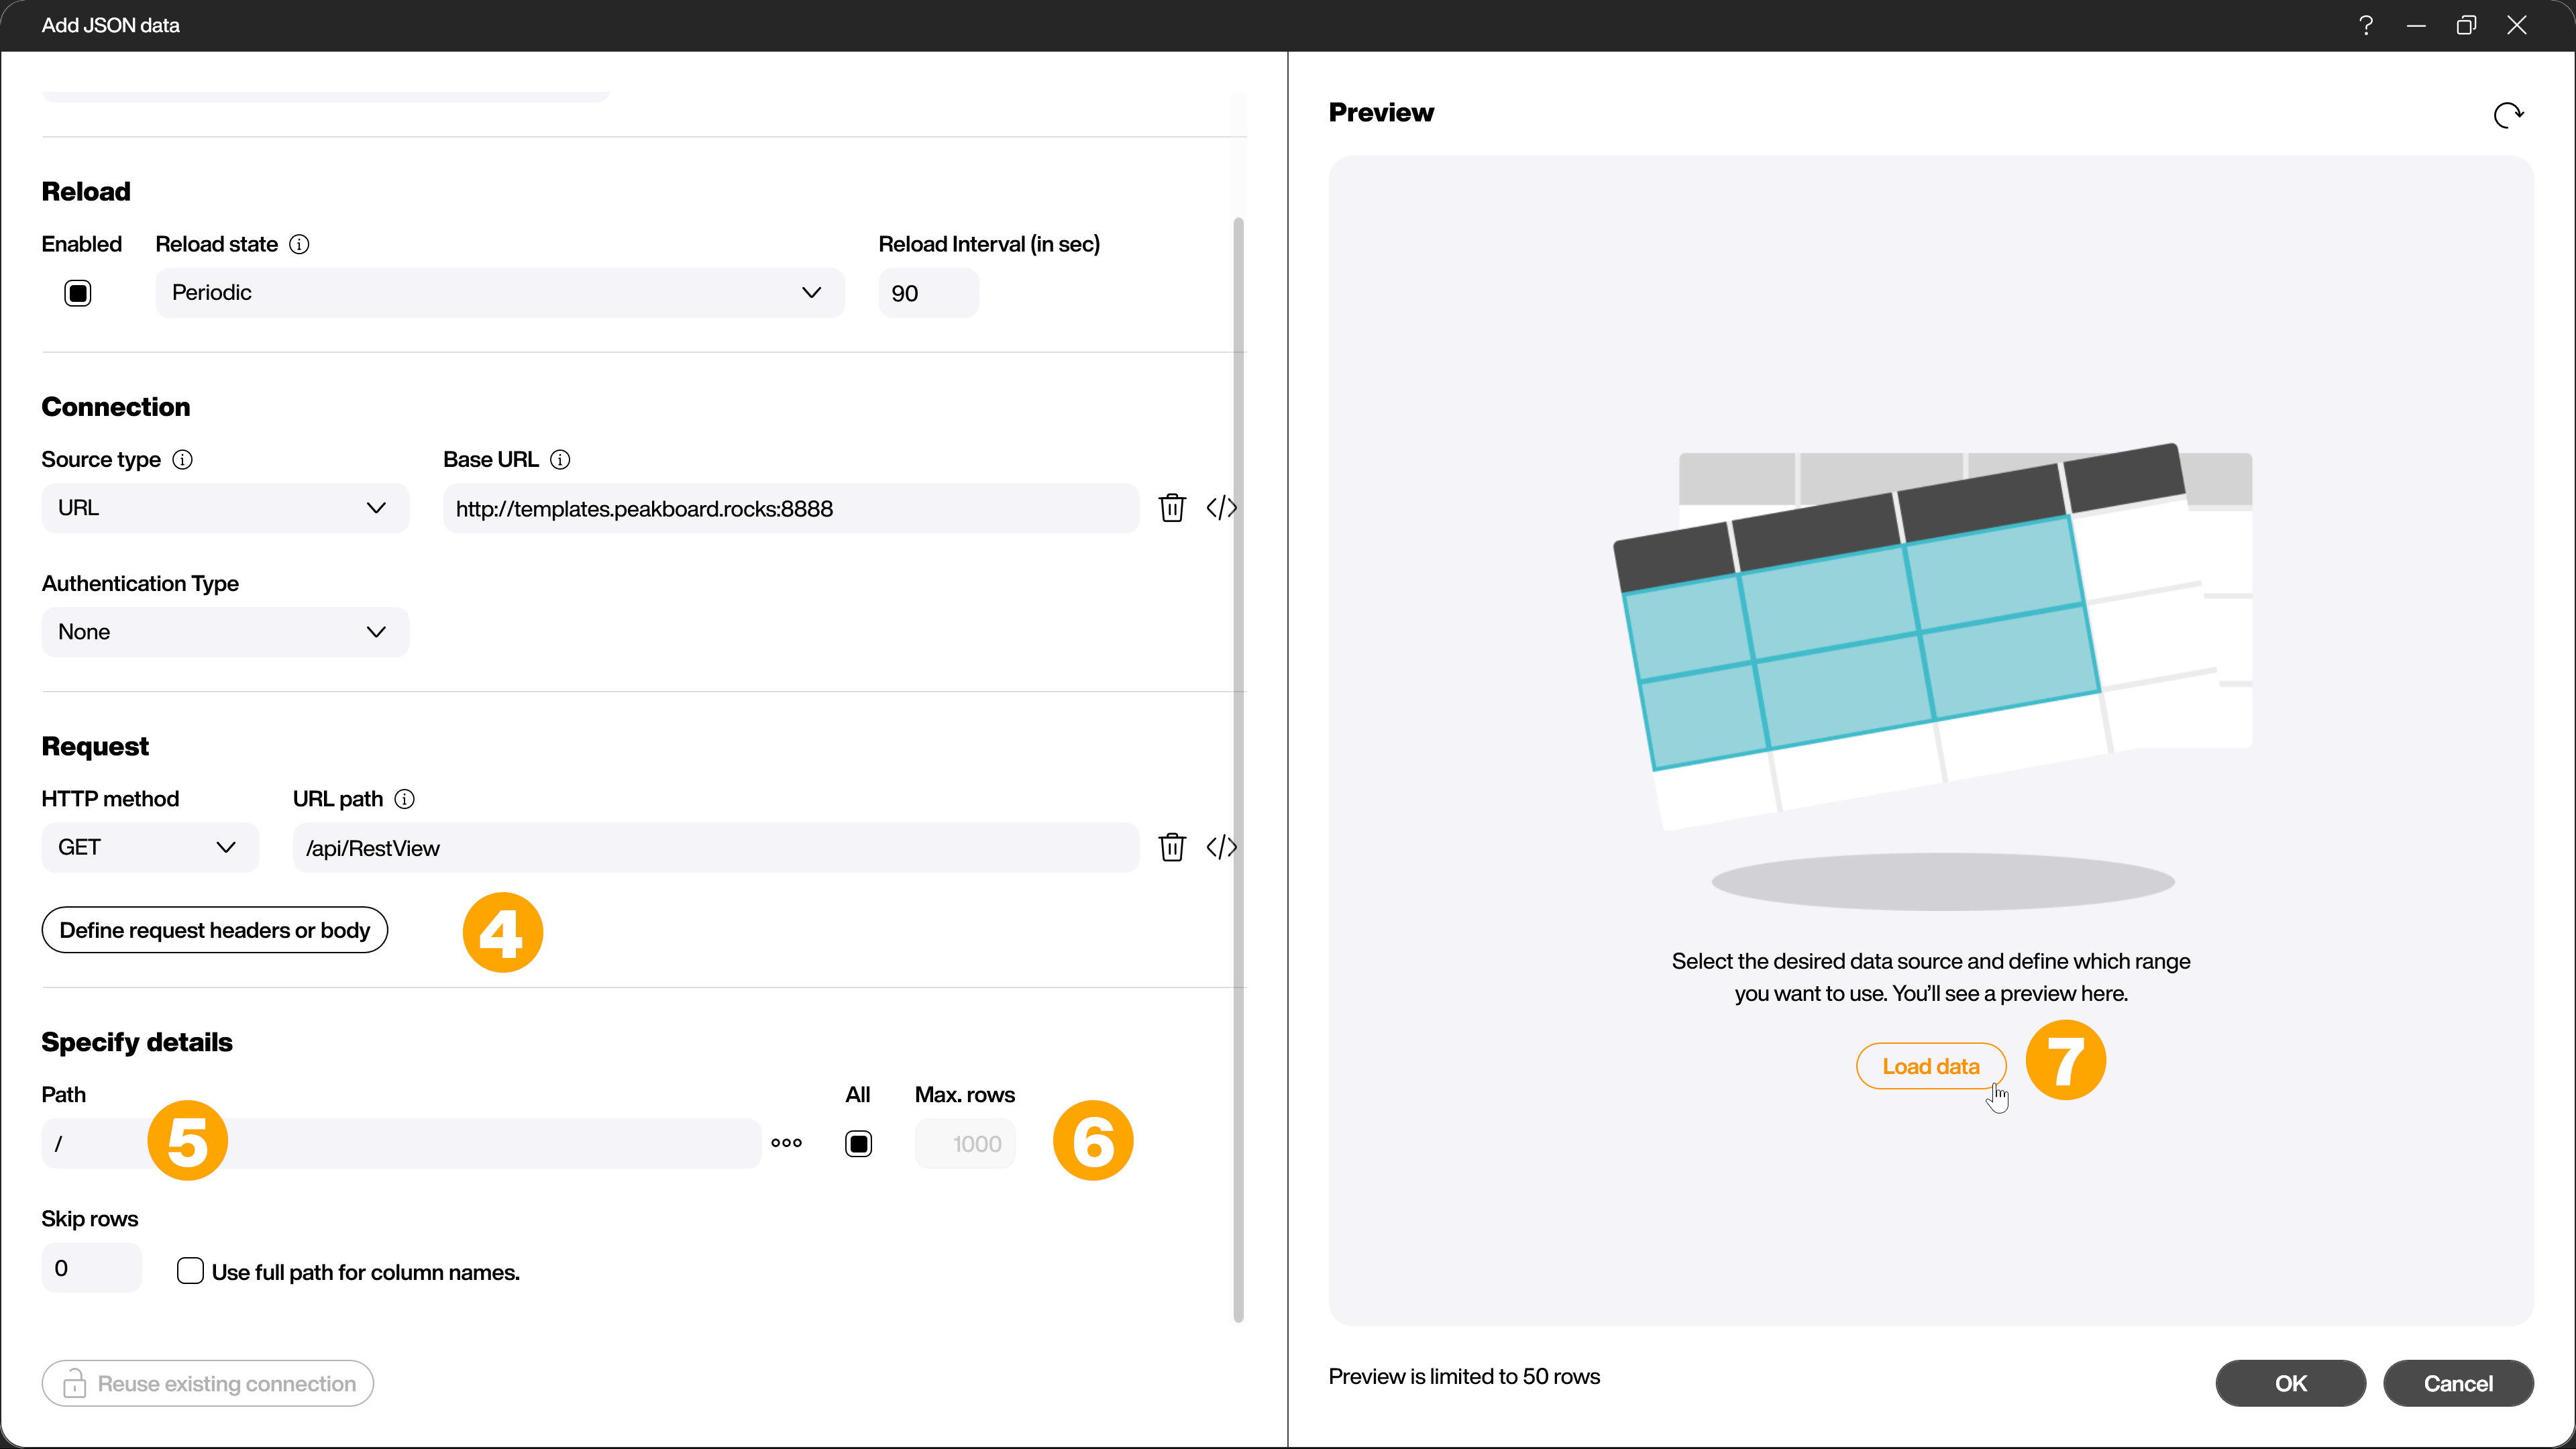 Add JSON data
?
Reload
Enabled
Reload state
Reload Interval (in sec)
Periodic
90
Connection
Source type
Base URL
URL
http://templates.peakboard.rocks:8888
Authentication Type
None
Request
HTTP method
URL path
GET
/api/RestView
Define request headers or body
4
Specify details
Path
All
Max. rows
/
5
1000
6
Skip rows
0
Use full path for column names.
Reuse existing connection
Preview
Select the desired data source and define which range
you want to use. You'll see a preview here.
Load data
7
Preview is limited to 50 rows
OK
Cancel